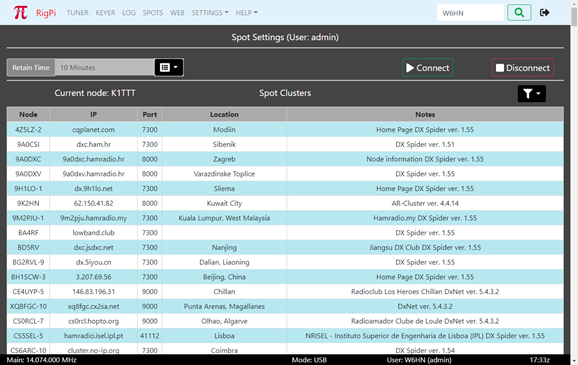 π RigPi TUNER KEYER LOG SPOTS WEB SETTINGS HELP W6HN
Spot Settings (User: admin)
Retain Time 10 Minutes Connect Disconnect
Current node: K1TTT Spot Clusters
Node IP Port Location Notes
4Z5LZ-2 cqplanet.com 7300 Modiin Home Page DX Spider ver. 1.55
9A0CSI dxc.ham.hr 7300 Sibenik DX Spider ver. 1.51
9A0DXC 9a0dxc.hamradio.hr 8000 Zagreb Node information DX Spider ver. 1.55
9A0DXV 9a0dxv.hamradio.hr 8000 Varazdinske Toplice DX Spider ver. 1.55
9H1LO-1 dx.9h1lo.net 7300 Sliema Home Page DX Spider ver. 1.55
9K2HN 62.150.41.82 8000 Kuwait City AR-Cluster ver. 4.4.14
9M2PJU-1 9m2pju.hamradio.my 7300 Kuala Lumpur, West Malaysia Hamradio.my DX Spider ver. 1.55
BA4RF lowband.club 7300 DX Spider ver. 1.55
BD5RV dxc.jsdxc.net 7300 Nanjing Jiangsu DX Club DX Spider ver. 1.55
BG2RVL-9 dx.5iyou.cn 7300 Dalian, Liaoning DX Spider ver. 1.55
BH1SCW-3 3.207.69.56 7300 Beijing, China Home Page DX Spider ver. 1.55
CE4UYP-5 146.83.196.31 9000 Chillan Radioclub Los Heroes Chillan DxNet ver. 5.4.3.2
XQ8FGC-10 xq8fgc.cx2sa.net 9000 Punta Arenas, Magallanes DxNet ver. 5.4.3.2
CS0RCL-7 cs0rcl.hopto.org 9000 Olhao, Algarve Radioamador Clube de Loule DxNet ver. 5.4.3.2
CS5SEL-5 hamradio.isel.ipl.pt 41112 Lisboa NRISEL - Instituto Superior de Engenharia de Lisboa (IPL) DX Spider ver. 1.55
CS6ARC-10 cluster.no-ip.org 7300 Coimbra DX Spider ver. 1.54
Main: 14.074.000 MHz Mode: USB User: W6HN (admin) 17:33z